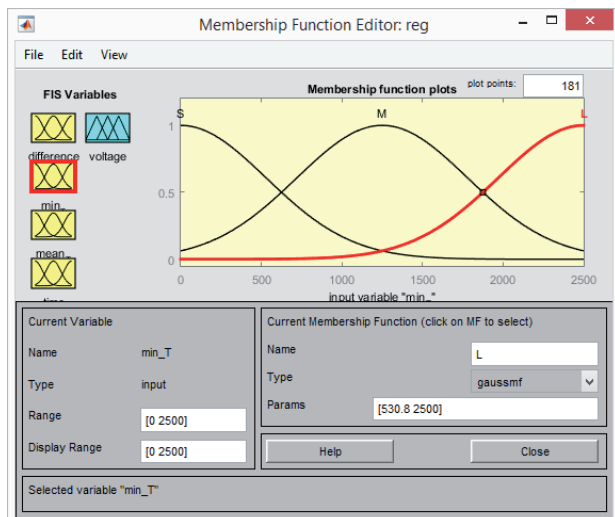 Membership Function Editor: reg
File Edit View
FIS Variables
Membership function plots
plot points:
181
S
M
L
difference
voltage
min_
mean_
1
0.5
0
0
500
1000
1500
2000
2500
input variable "min_"
Current Variable
Name
min_T
Type
input
Range
[0 2500]
Display Range
[0 2500]
Current Membership Function (click on MF to select)
Name
L
Type
gaussmf
Params
[530.8 2500]
Help
Close
Selected variable "min_T"